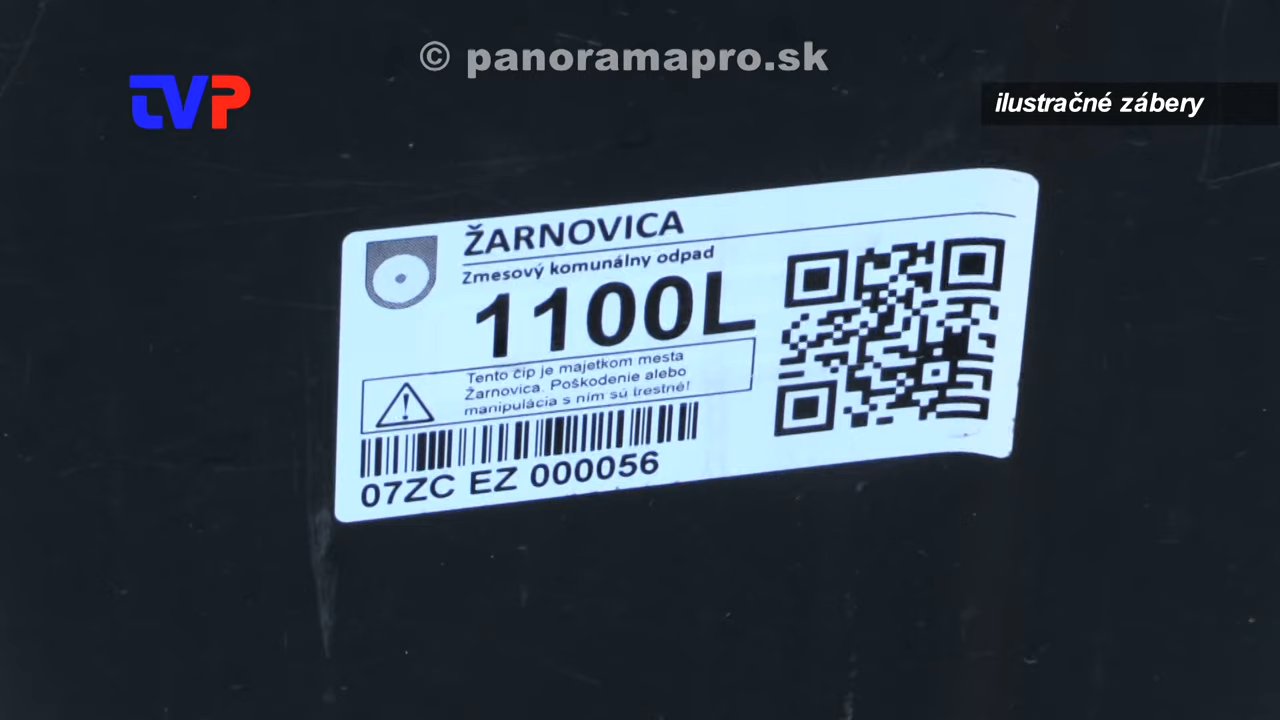 © panoramapro.sk
TVP
ilustračné zábery
ŽARNOVICA
Zmesový komunálny odpad
1100L
Tento čip je majetkom mesta
Žarnovica. Poškodenie alebo
manipulácia s ním sú trestné!
07ZC EZ 000056